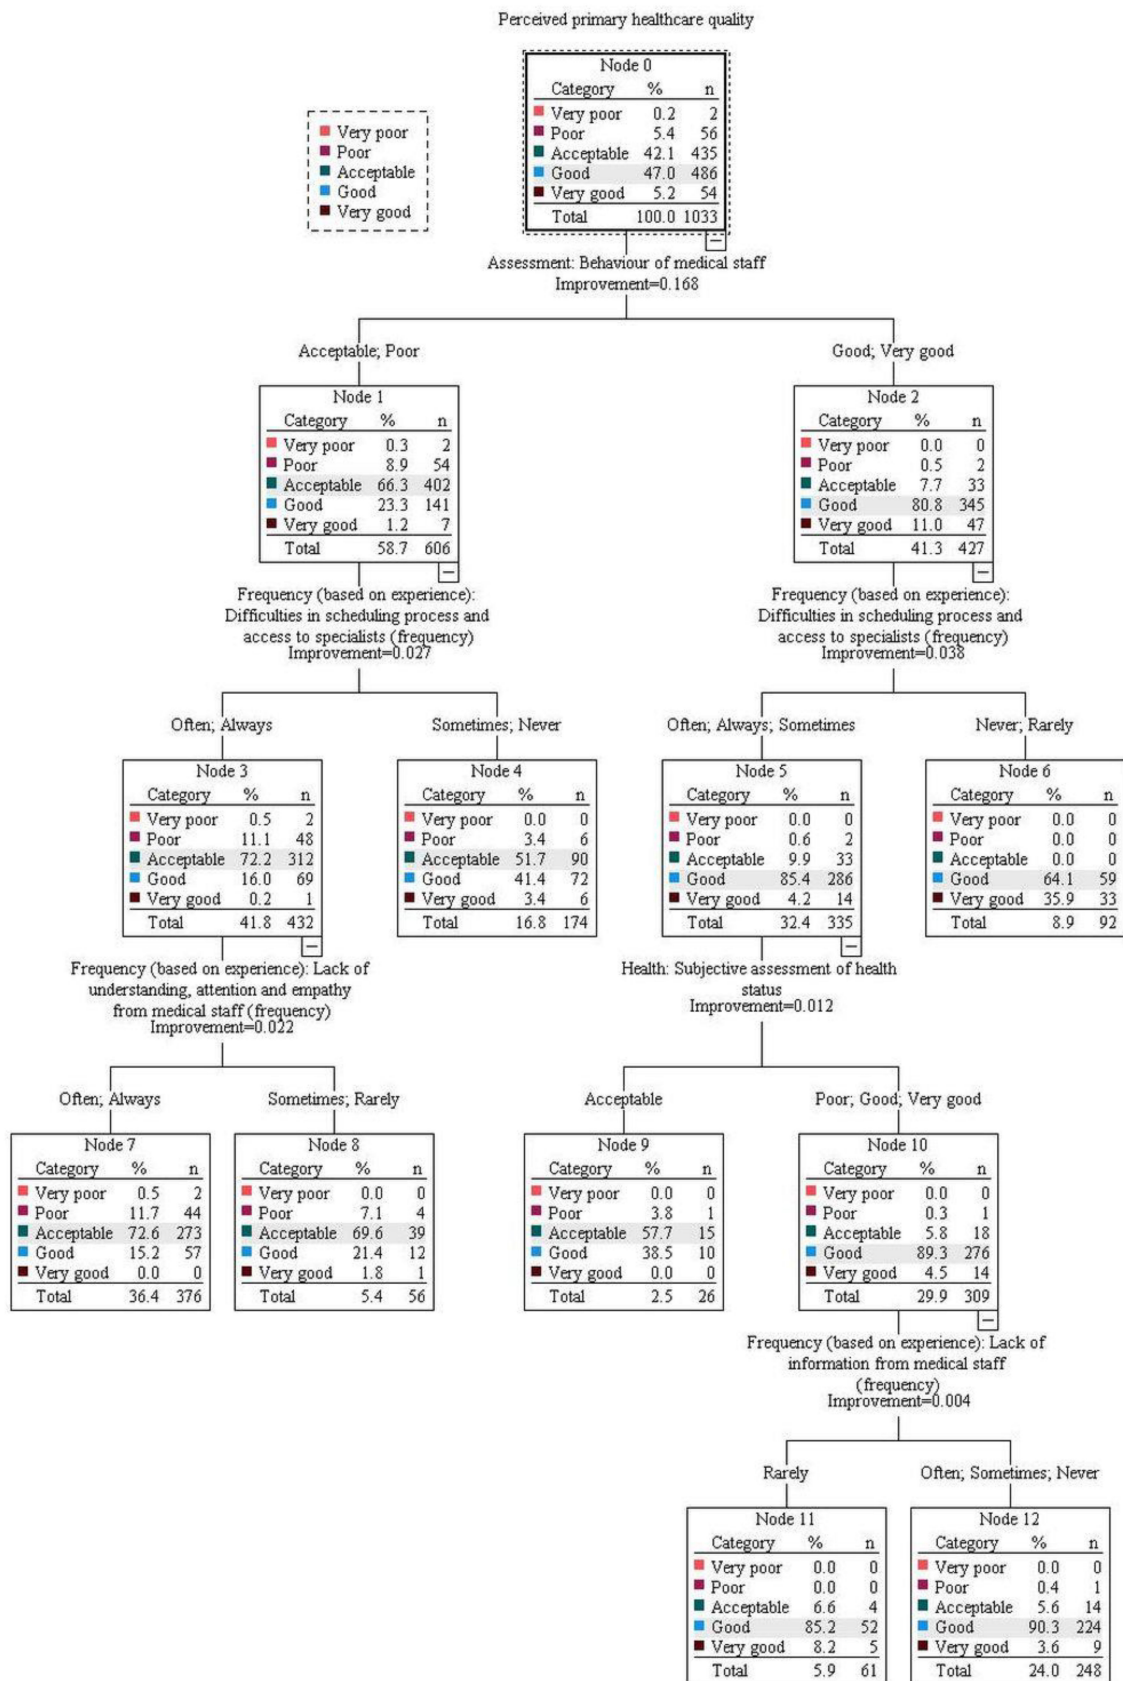 Perceived primary healthcare quality
Node 0
Category % n
Very poor 0.2 2
Poor 5.4 56
Acceptable 42.1 435
Good 47.0 486
Very good 5.2 54
Total 100.0 1033
Very poor
Poor
Acceptable
Good
Very good
Assessment: Behaviour of medical staff
Improvement=0.168
Acceptable; Poor
Node 1
Category % n
Very poor 0.3 2
Poor 8.9 54
Acceptable 66.3 402
Good 23.3 141
Very good 1.2 7
Total 58.7 606
Good; Very good
Node 2
Category % n
Very poor 0.0 0
Poor 0.5 2
Acceptable 7.7 33
Good 80.8 345
Very good 11.0 47
Total 41.3 427
Frequency (based on experience):
Difficulties in scheduling process and
access to specialists (frequency)
Improvement=0.027
Frequency (based on experience):
Difficulties in scheduling process and
access to specialists (frequency)
Improvement=0.038
Often; Always
Node 3
Category % n
Very poor 0.5 2
Poor 11.1 48
Acceptable 72.2 312
Good 16.0 69
Very good 0.2 1
Total 41.8 432
Sometimes; Never
Node 4
Category % n
Very poor 0.0 0
Poor 3.4 6
Acceptable 51.7 90
Good 41.4 72
Very good 3.4 6
Total 16.8 174
Often; Always; Sometimes
Node 5
Category % n
Very poor 0.0 0
Poor 0.6 2
Acceptable 9.9 33
Good 85.4 286
Very good 4.2 14
Total 32.4 335
Never; Rarely
Node 6
Category % n
Very poor 0.0 0
Poor 0.0 0
Acceptable 0.0 0
Good 64.1 59
Very good 35.9 33
Total 8.9 92
Frequency (based on experience): Lack of
understanding, attention and empathy
from medical staff (frequency)
Improvement=0.022
Health: Subjective assessment of health
status
Improvement=0.012
Often; Always
Node 7
Category % n
Very poor 0.5 2
Poor 11.7 44
Acceptable 72.6 273
Good 15.2 57
Very good 0.0 0
Total 36.4 376
Sometimes; Rarely
Node 8
Category % n
Very poor 0.0 0
Poor 7.1 4
Acceptable 69.6 39
Good 21.4 12
Very good 1.8 1
Total 5.4 56
Acceptable
Node 9
Category % n
Very poor 0.0 0
Poor 3.8 1
Acceptable 57.7 15
Good 38.5 10
Very good 0.0 0
Total 2.5 26
Poor; Good; Very good
Node 10
Category % n
Very poor 0.0 0
Poor 0.3 1
Acceptable 5.8 18
Good 89.3 276
Very good 4.5 14
Total 29.9 309
Frequency (based on experience): Lack of
information from medical staff
(frequency)
Improvement=0.004
Rarely
Node 11
Category % n
Very poor 0.0 0
Poor 0.0 0
Acceptable 6.6 4
Good 85.2 52
Very good 8.2 5
Total 5.9 61
Often; Sometimes; Never
Node 12
Category % n
Very poor 0.0 0
Poor 0.4 1
Acceptable 5.6 14
Good 90.3 224
Very good 3.6 9
Total 24.0 248